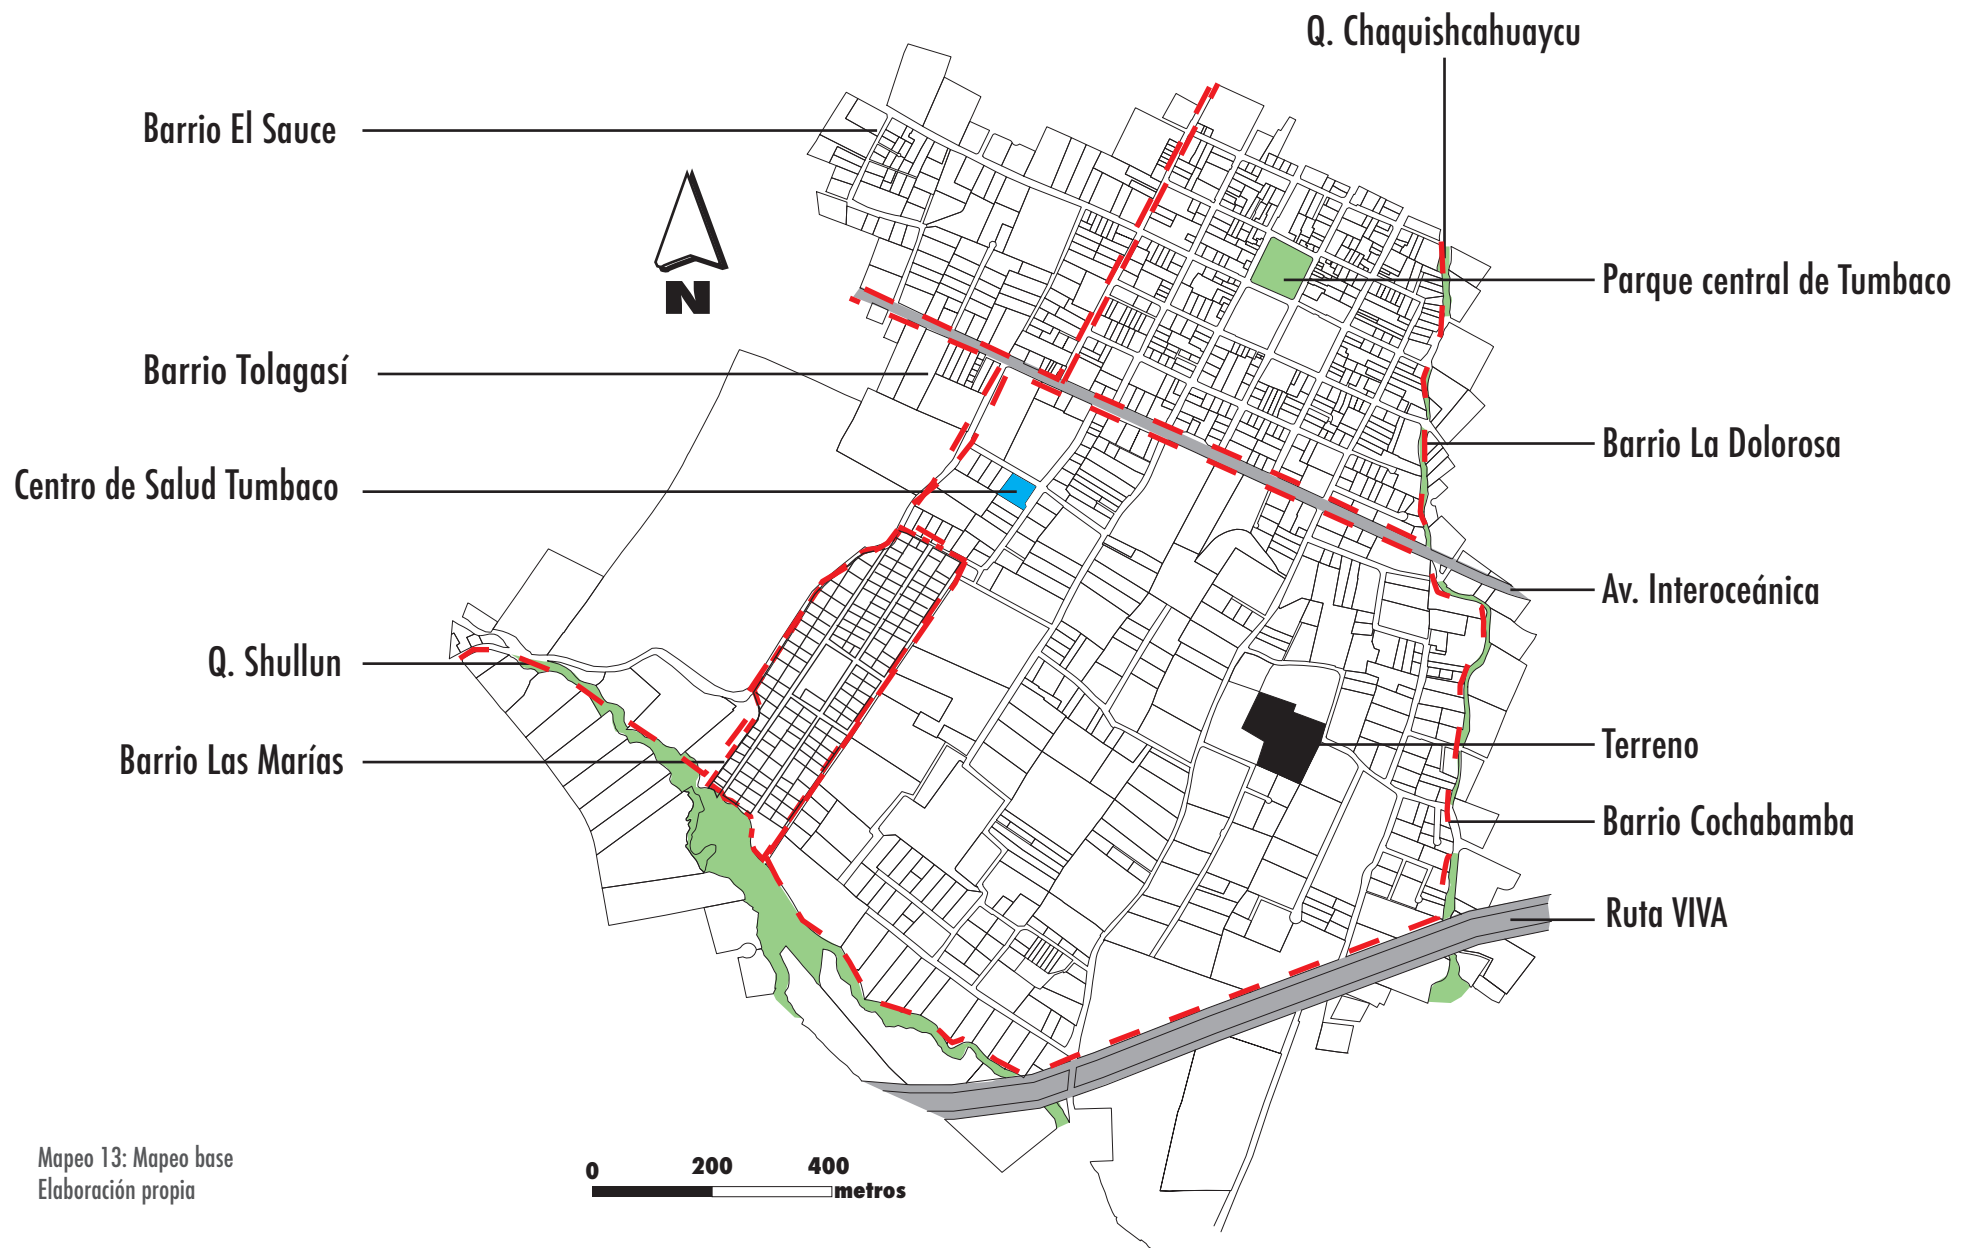 Q. Chaquishcahuaycu
Barrio El Sauce
N
Parque central de Tumbaco
Barrio Tolagasí
Barrio La Dolorosa
Centro de Salud Tumbaco
Av. Interoceánica
Q. Shullun
Terreno
Barrio Las Marías
Barrio Cochabamba
Ruta VIVA
Mapeo 13: Mapeo base
Elaboración propia
0 200 400
metros